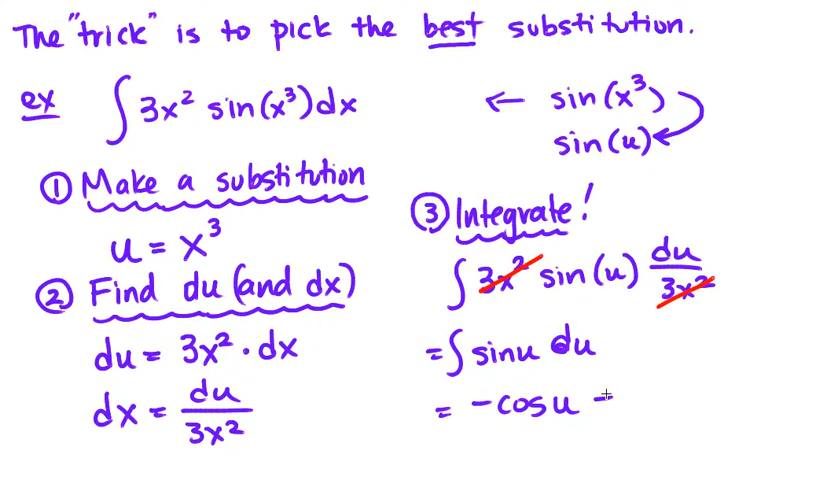 The "trick" is to pick the best substitution.
ex ∫ 3x² sin(x³) dx ← sin(x³)
sin(u)
① Make a substitution
u = x³
② Find du (and dx)
du = 3x² · dx
dx = du/3x²
③ Integrate!
∫ 3x² sin(u) du/3x²
= ∫ sinu du
= -cosu -